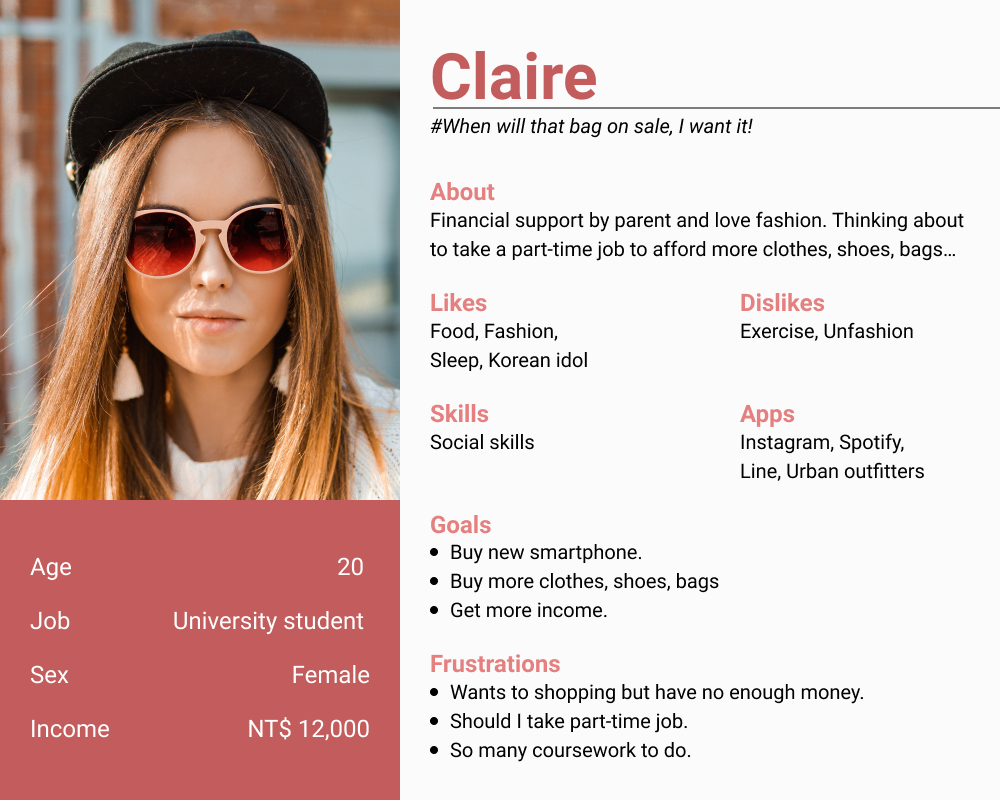 Claire
#When will that bag on sale, I want it!
About
Financial support by parent and love fashion. Thinking about
to take a part-time job to afford more clothes, shoes, bags…
Likes
Food, Fashion,
Sleep, Korean idol
Dislikes
Exercise, Unfashion
Skills
Social skills
Apps
Instagram, Spotify,
Line, Urban outfitters
Goals
• Buy new smartphone.
• Buy more clothes, shoes, bags
• Get more income.
Frustrations
• Wants to shopping but have no enough money.
• Should I take part-time job.
• So many coursework to do.
Age 20
Job University student
Sex Female
Income NT$ 12,000